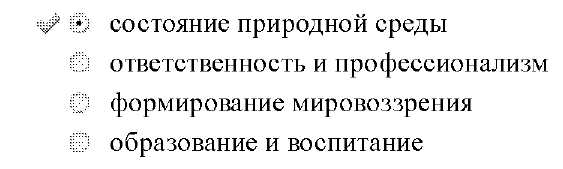 состояние природной среды
ответственность и профессионализм
формирование мировоззрения
образование и воспитание